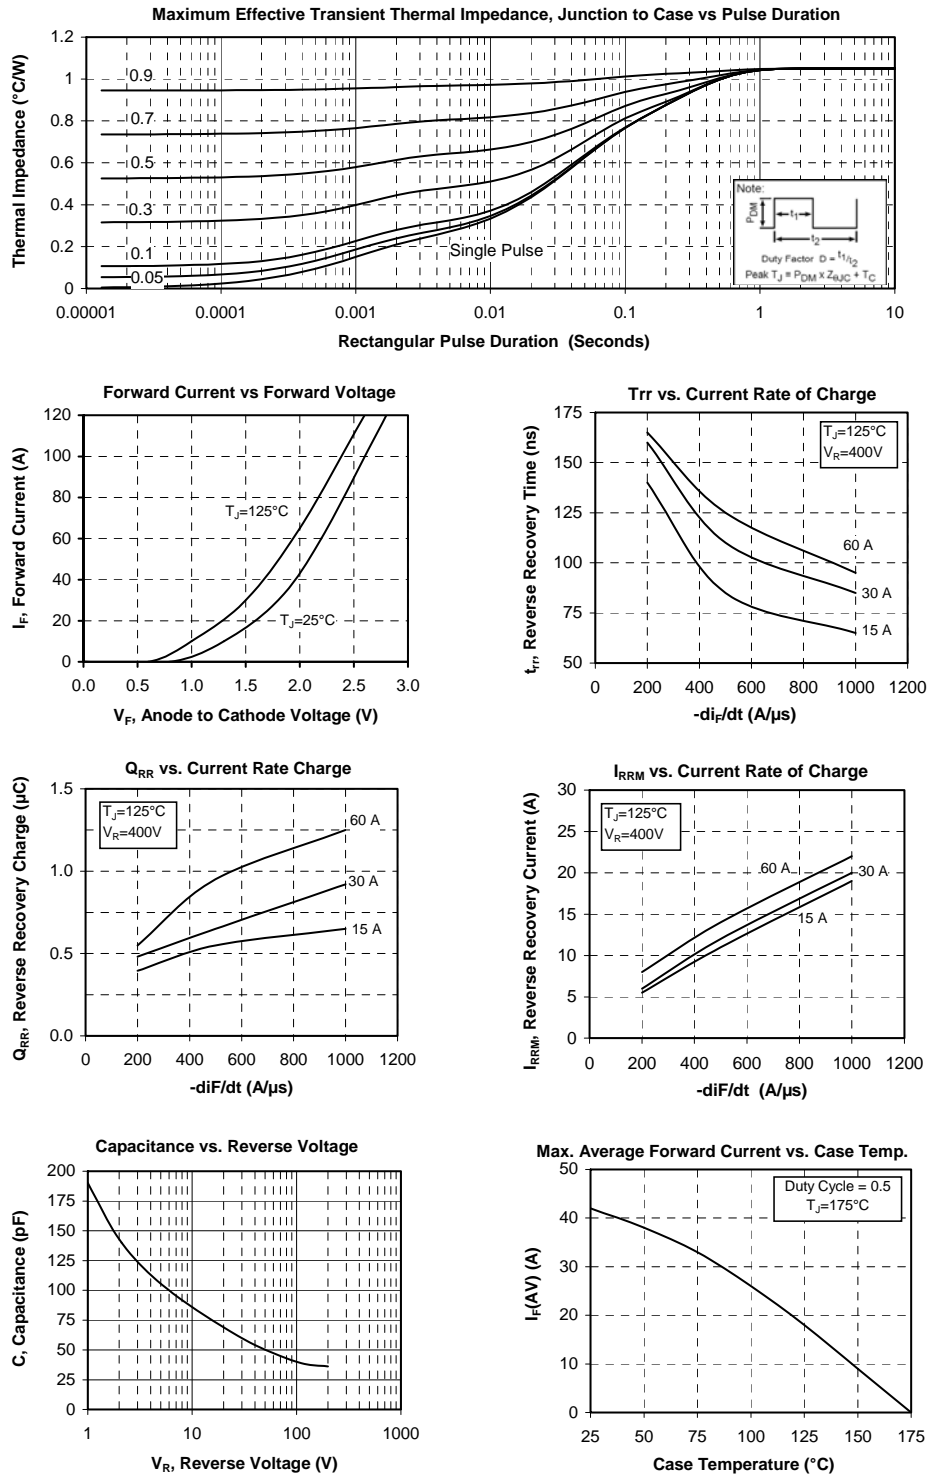 Maximum Effective Transient Thermal Impedance, Junction to Case vs Pulse Duration
Thermal Impedance (°C/W)
1.2
1
0.8
0.6
0.4
0.2
0
0.9
0.7
0.5
0.3
0.1
0.05
Single Pulse
Note:
PDM
t1
t2
Duty Factor D = t1/t2
Peak TJ = PDM x ZθJC + TC
0.00001 0.0001 0.001 0.01 0.1 1 10
Rectangular Pulse Duration (Seconds)
Forward Current vs Forward Voltage
IF, Forward Current (A)
120
100
80
60
40
20
0
TJ=125°C
TJ=25°C
0.0 0.5 1.0 1.5 2.0 2.5 3.0
VF, Anode to Cathode Voltage (V)
Trr vs. Current Rate of Charge
trr, Reverse Recovery Time (ns)
175
150
125
100
75
50
TJ=125°C
VR=400V
60 A
30 A
15 A
0 200 400 600 800 1000 1200
-diF/dt (A/µs)
QRR vs. Current Rate Charge
QRR, Reverse Recovery Charge (µC)
1.5
1.0
0.5
0.0
TJ=125°C
VR=400V
60 A
30 A
15 A
0 200 400 600 800 1000 1200
-diF/dt (A/µs)
IRRM vs. Current Rate of Charge
IRRM, Reverse Recovery Current (A)
30
25
20
15
10
5
0
TJ=125°C
VR=400V
60 A
30 A
15 A
0 200 400 600 800 1000 1200
-diF/dt (A/µs)
Capacitance vs. Reverse Voltage
C, Capacitance (pF)
200
175
150
125
100
75
50
25
0
1 10 100 1000
VR, Reverse Voltage (V)
Max. Average Forward Current vs. Case Temp.
IF(AV) (A)
50
40
30
20
10
0
Duty Cycle = 0.5
TJ=175°C
25 50 75 100 125 150 175
Case Temperature (°C)